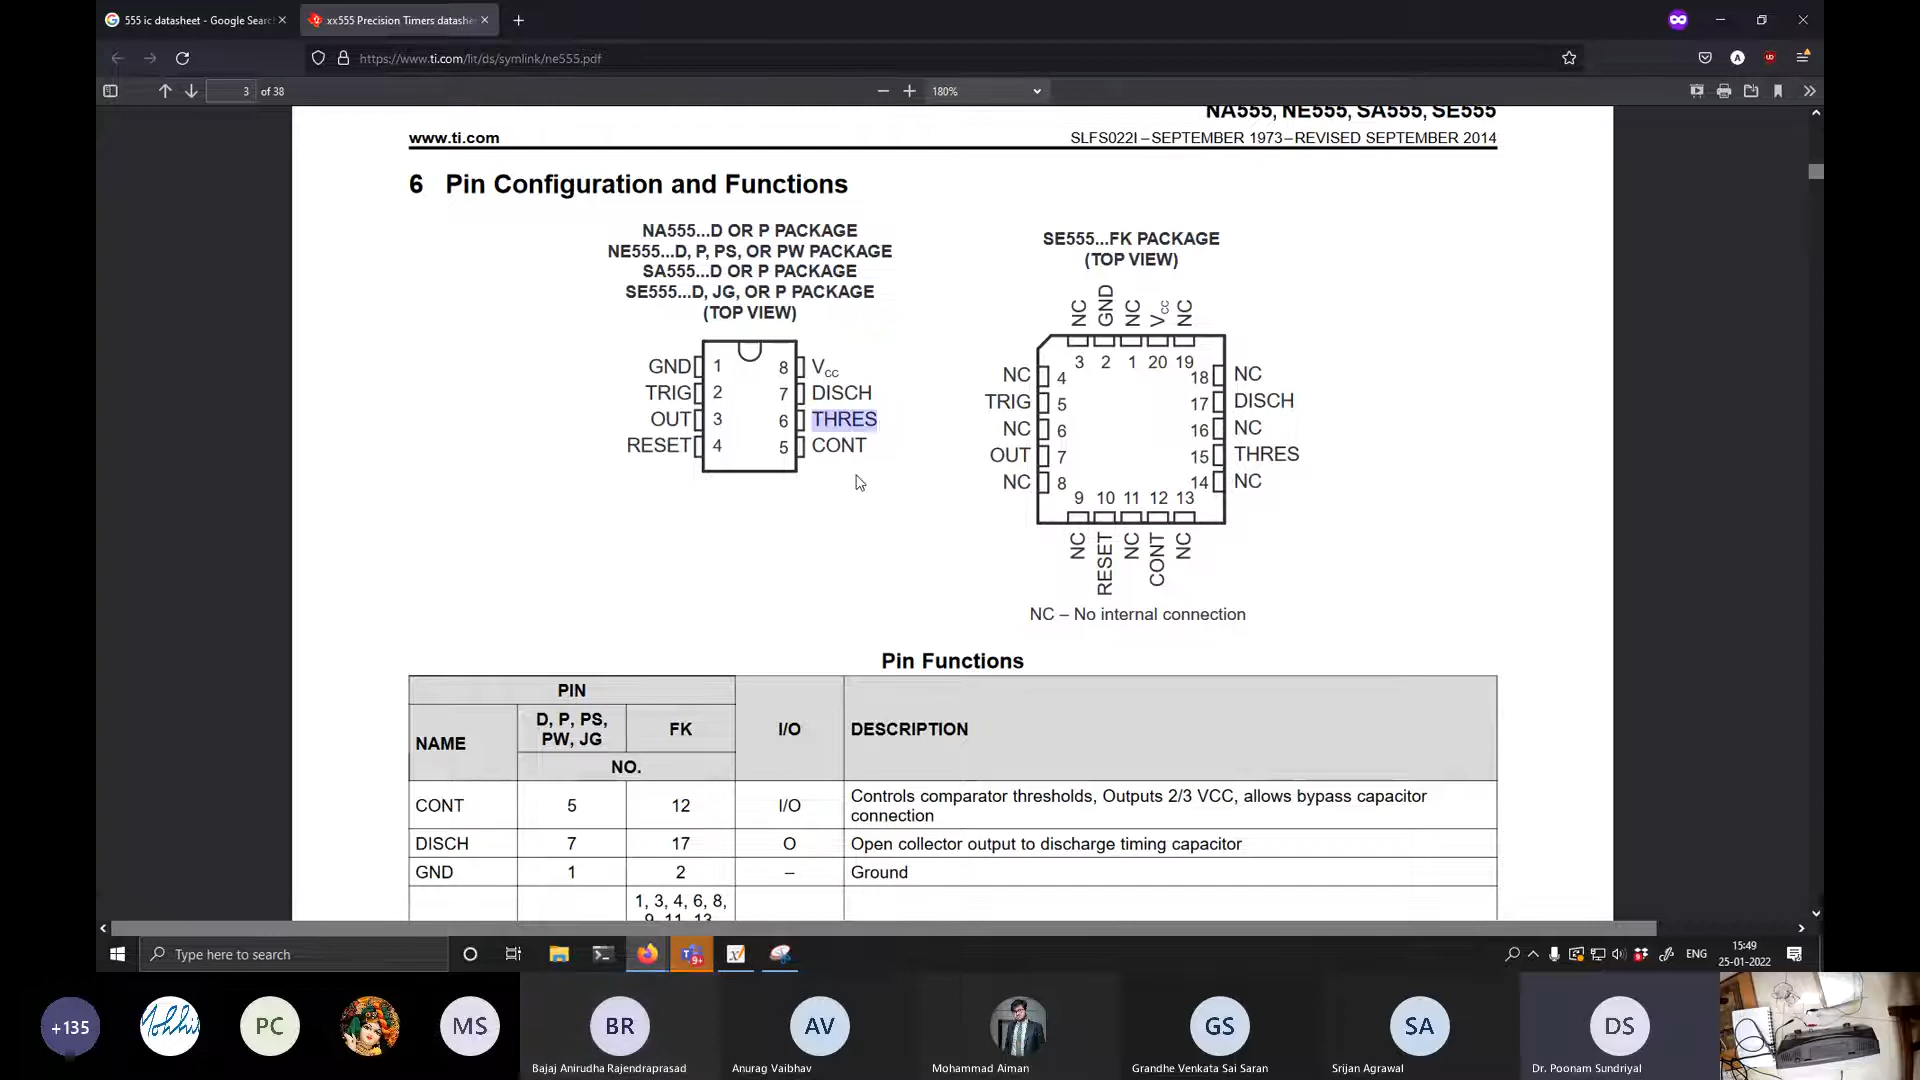 555 ic datasheet - Google Searc
xx555 Precision Timers datashe
https://www.ti.com/lit/ds/symlink/ne555.pdf
3 of 38
180%
NA555, NE555, SA555, SE555
www.ti.com
SLFS022I – SEPTEMBER 1973 – REVISED SEPTEMBER 2014
6 Pin Configuration and Functions
NA555...D OR P PACKAGE
NE555...D, P, PS, OR PW PACKAGE
SA555...D OR P PACKAGE
SE555...D, JG, OR P PACKAGE
(TOP VIEW)
GND 1 8 VCC
TRIG 2 7 DISCH
OUT 3 6 THRES
RESET 4 5 CONT
SE555...FK PACKAGE
(TOP VIEW)
NC GND NC VCC NC
3 2 1 20 19
NC 4 18 NC
TRIG 5 17 DISCH
NC 6 16 NC
OUT 7 15 THRES
NC 8 14 NC
9 10 11 12 13
NC RESET NC CONT NC
NC – No internal connection
Pin Functions
PIN
NAME
D, P, PS,
PW, JG
FK
NO.
I/O
DESCRIPTION
CONT 5 12 I/O Controls comparator thresholds, Outputs 2/3 VCC, allows bypass capacitor
connection
DISCH 7 17 O Open collector output to discharge timing capacitor
GND 1 2 – Ground
1, 3, 4, 6, 8,
9, 11, 13,
Type here to search
9+
ENG
15:49
25-01-2022
+135
Mohhit
PC
MS
BR
AV
GS
SA
DS
Bajaj Anirudha Rajendraprasad
Anurag Vaibhav
Mohammad Aiman
Grandhe Venkata Sai Saran
Srijan Agrawal
Dr. Poonam Sundriyal